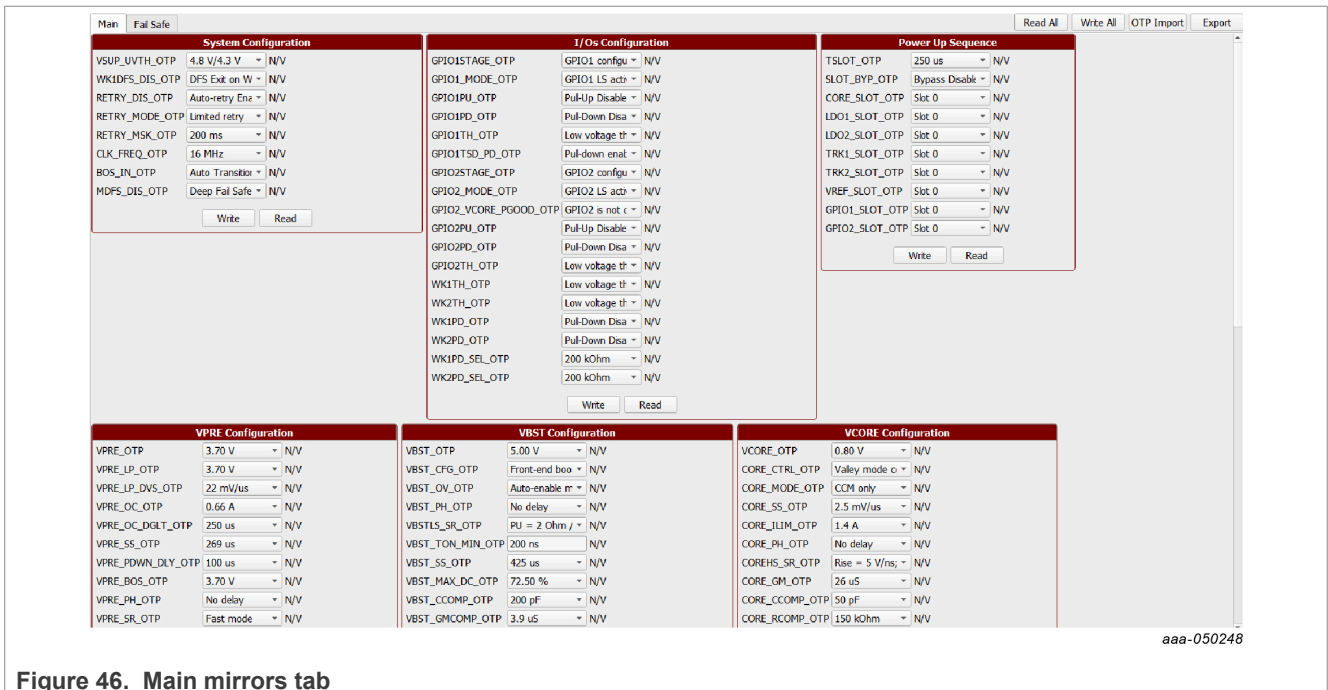 Main Fail Safe Read All Write All OTP Import Export
System Configuration
VSUP_UVTH_OTP 4.8 V/4.3 V N/V
WK1DFS_DIS_OTP DFS Exit on W N/V
RETRY_DIS_OTP Auto-retry Ena N/V
RETRY_MODE_OTP Limited retry N/V
RETRY_MSK_OTP 200 ms N/V
CLK_FREQ_OTP 16 MHz N/V
BOS_IN_OTP Auto Transition N/V
MDFS_DIS_OTP Deep Fail Safe N/V
Write Read
I/Os Configuration
GPIO1STAGE_OTP GPIO1 configu N/V
GPIO1_MODE_OTP GPIO1 LS activ N/V
GPIO1PU_OTP Pull-Up Disable N/V
GPIO1PD_OTP Pull-Down Disa N/V
GPIO1TH_OTP Low voltage th N/V
GPIO1TSD_PD_OTP Pull-down enab N/V
GPIO2STAGE_OTP GPIO2 configu N/V
GPIO2_MODE_OTP GPIO2 LS activ N/V
GPIO2_VCORE_PGOOD_OTP GPIO2 is not c N/V
GPIO2PU_OTP Pull-Up Disable N/V
GPIO2PD_OTP Pull-Down Disa N/V
GPIO2TH_OTP Low voltage th N/V
WK1TH_OTP Low voltage th N/V
WK2TH_OTP Low voltage th N/V
WK1PD_OTP Pull-Down Disa N/V
WK2PD_OTP Pull-Down Disa N/V
WK1PD_SEL_OTP 200 kOhm N/V
WK2PD_SEL_OTP 200 kOhm N/V
Write Read
Power Up Sequence
TSLOT_OTP 250 us N/V
SLOT_BYP_OTP Bypass Disable N/V
CORE_SLOT_OTP Slot 0 N/V
LDO1_SLOT_OTP Slot 0 N/V
LDO2_SLOT_OTP Slot 0 N/V
TRK1_SLOT_OTP Slot 0 N/V
TRK2_SLOT_OTP Slot 0 N/V
VREF_SLOT_OTP Slot 0 N/V
GPIO1_SLOT_OTP Slot 0 N/V
GPIO2_SLOT_OTP Slot 0 N/V
Write Read
VPRE Configuration
VPRE_OTP 3.70 V N/V
VPRE_LP_OTP 3.70 V N/V
VPRE_LP_DVS_OTP 22 mV/us N/V
VPRE_OC_OTP 0.66 A N/V
VPRE_OC_DGLT_OTP 250 us N/V
VPRE_SS_OTP 269 us N/V
VPRE_PDWN_DLY_OTP 100 us N/V
VPRE_BOS_OTP 3.70 V N/V
VPRE_PH_OTP No delay N/V
VPRE_SR_OTP Fast mode N/V
VBST Configuration
VBST_OTP 5.00 V N/V
VBST_CFG_OTP Front-end boo N/V
VBST_OV_OTP Auto-enable m N/V
VBST_PH_OTP No delay N/V
VBSTLS_SR_OTP PU = 2 Ohm / N/V
VBST_TON_MIN_OTP 200 ns N/V
VBST_SS_OTP 425 us N/V
VBST_MAX_DC_OTP 72.50 % N/V
VBST_CCOMP_OTP 200 pF N/V
VBST_GMCOMP_OTP 3.9 uS N/V
VCORE Configuration
VCORE_OTP 0.80 V N/V
CORE_CTRL_OTP Valley mode c N/V
CORE_MODE_OTP CCM only N/V
CORE_SS_OTP 2.5 mV/us N/V
CORE_ILIM_OTP 1.4 A N/V
CORE_PH_OTP No delay N/V
COREHS_SR_OTP Rise = 5 V/ns; N/V
CORE_GM_OTP 26 uS N/V
CORE_CCOMP_OTP 50 pF N/V
CORE_RCOMP_OTP 150 kOhm N/V
aaa-050248
Figure 46. Main mirrors tab